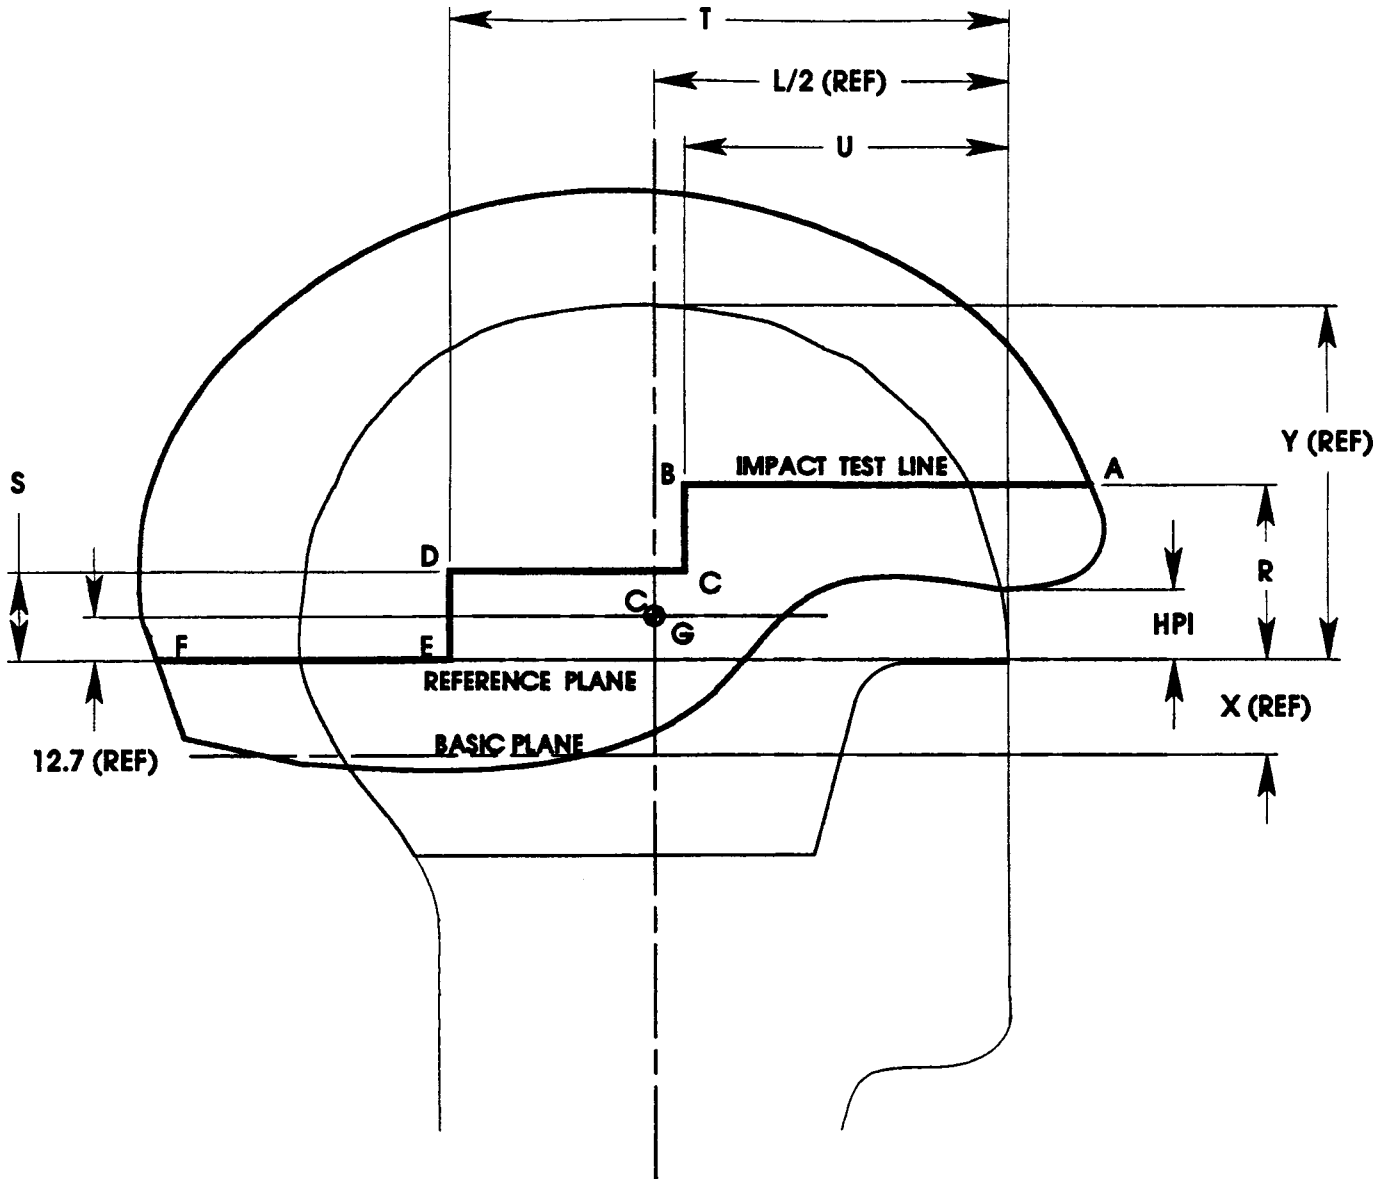 T
L/2 (REF)
U
Y (REF)
S
B
IMPACT TEST LINE
A
D
C
R
C
G
HPI
F
E
REFERENCE PLANE
X (REF)
BASIC PLANE
12.7 (REF)